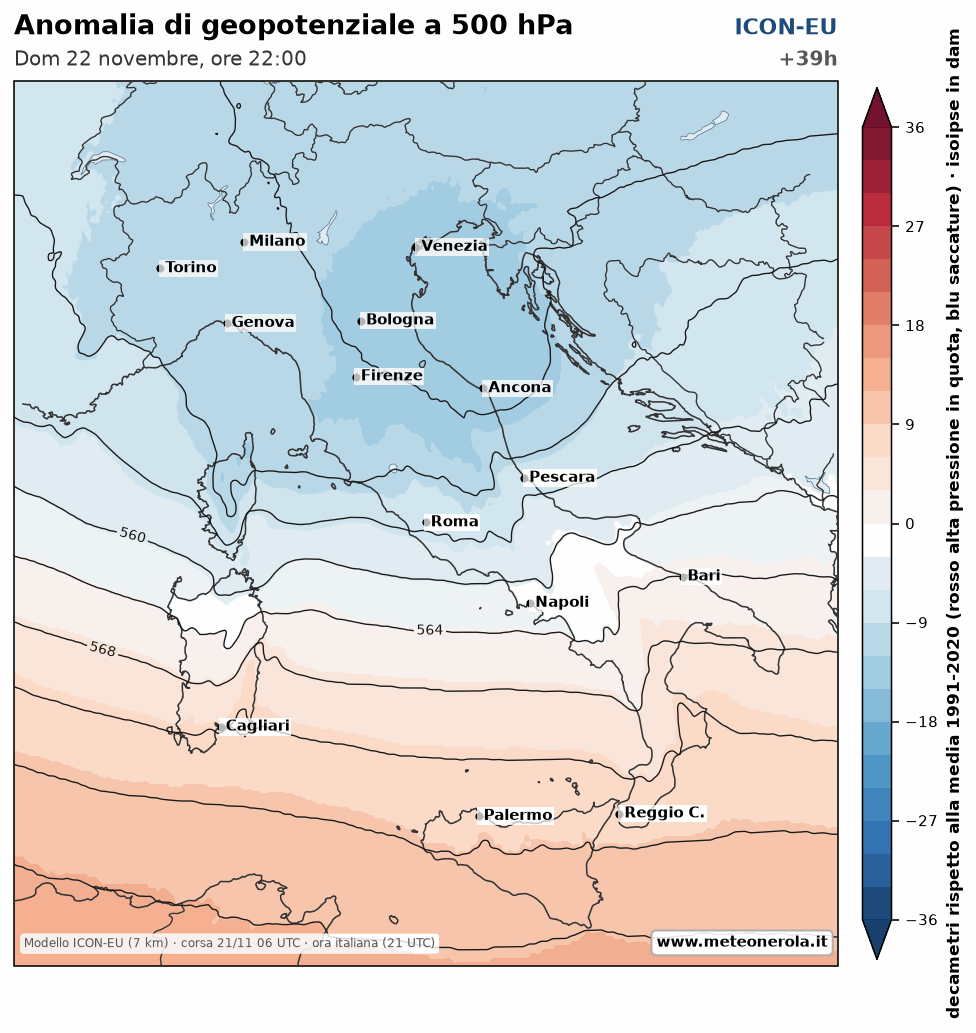 Anomalia di geopotenziale a 500 hPa
ICON-EU
Dom 22 novembre, ore 22:00
+39h
Milano
Venezia
Torino
Genova
Bologna
Firenze
Ancona
Pescara
Roma
560
Bari
Napoli
564
568
Cagliari
Palermo
Reggio C.
Modello ICON-EU (7 km) · corsa 21/11 06 UTC · ora italiana (21 UTC)
www.meteonerola.it
36
27
18
9
0
−9
−18
−27
−36
decametri rispetto alla media 1991-2020 (rosso alta pressione in quota, blu saccature) · isoipse in dam